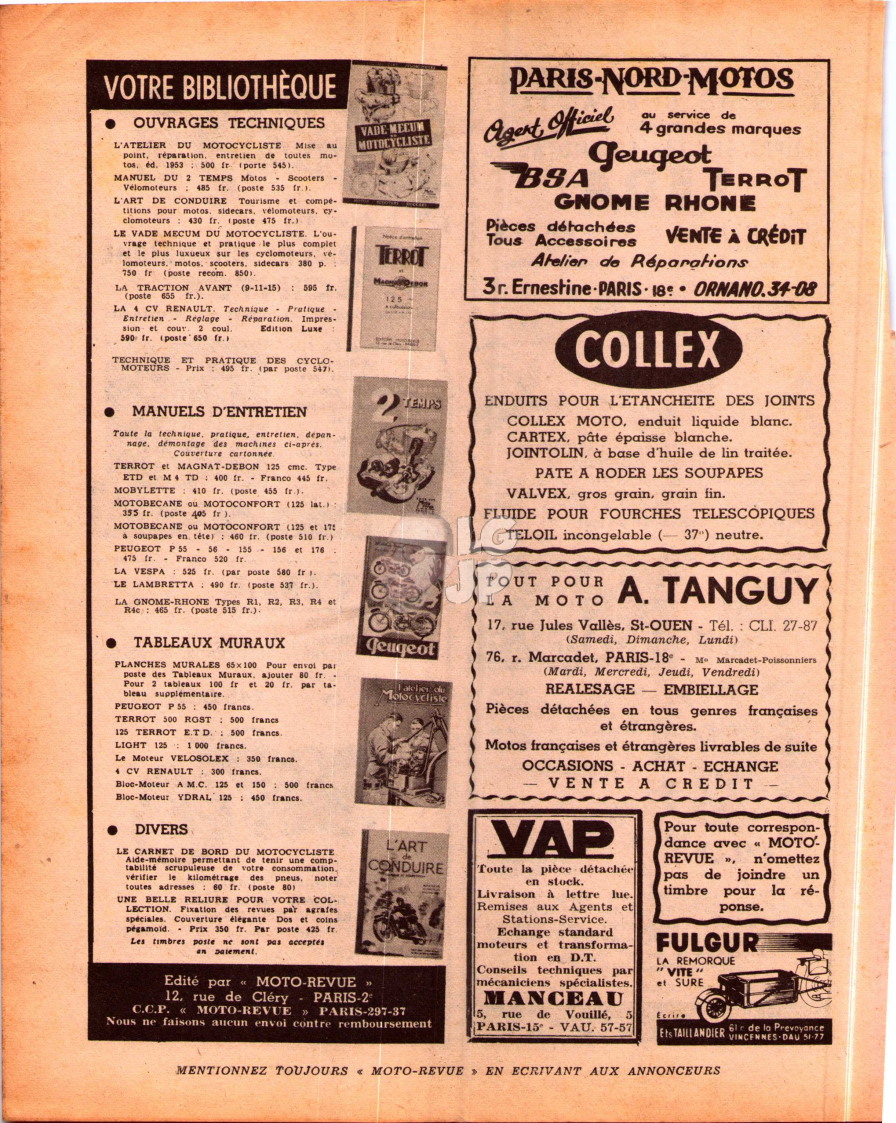 VOTRE BIBLIOTHÈQUE
● OUVRAGES TECHNIQUES
L'ATELIER DU MOTOCYCLISTE Mise au
point, réparation, entretien de toutes mo-
tos, éd. 1953 : 500 fr. (porte 545).
MANUEL DU 2 TEMPS Motos - Scooters -
Vélomoteurs ; 485 fr. (poste 535 fr.).
L'ART DE CONDUIRE Tourisme et compé-
titions pour motos, sidecars, vélomoteurs, cy-
clomoteurs : 430 fr. (poste 475 fr.)
LE VADE MECUM DU MOTOCYCLISTE. L'ou-
vrage technique et pratique le plus complet
et le plus luxueux sur les cyclomoteurs, vé-
lomoteurs, motos, scooters, sidecars 380 p. :
750 fr (poste recom. 850).
LA TRACTION AVANT (9-11-15) : 595 fr.
(poste 655 fr.).
LA 4 CV RENAULT. Technique - Pratique -
Entretien - Réglage - Réparation. Impres-
sion et couv. 2 coul. Edition Luxe :
590 fr. (poste 650 fr.)
TECHNIQUE ET PRATIQUE DES CYCLO-
MOTEURS - Prix : 495 fr. (par poste 547).
● MANUELS D'ENTRETIEN
Toute la technique, pratique, entretien, dépan-
nage, démontage des machines ci-après.
Couverture cartonnée
TERROT et MAGNAT-DEBON 125 cmc. Type
ETD et M 4 TD : 400 fr. - Franco 445 fr.
MOBYLETTE : 410 fr. (poste 455 fr.).
MOTOBECANE ou MOTOCONFORT (125 lat.) :
355 fr. (poste 405 fr.).
MOTOBECANE ou MOTOCONFORT (125 et 175
à soupapes en tête) : 460 fr. (poste 510 fr.)
PEUGEOT P 55 - 56 - 155 - 156 et 176 :
475 fr. - Franco 520 fr.
LA VESPA : 525 fr. (par poste 580 fr.).
LE LAMBRETTA : 490 fr. (poste 537 fr.).
LA GNOME-RHONE Types R1, R2, R3, R4 et
R4c : 465 fr. (poste 515 fr.).
● TABLEAUX MURAUX
PLANCHES MURALES 65x100 Pour envoi par
poste des Tableaux Muraux, ajouter 80 fr. -
Pour 2 tableaux 100 fr et 20 fr. par ta-
bleau supplémentaire.
PEUGEOT P 55 : 450 francs.
TERROT 500 RGST : 500 francs
125 TERROT E.T.D. : 500 francs.
LIGHT 125 : 1 000 francs.
Le Moteur VELOSOLEX : 350 francs.
4 CV RENAULT : 300 francs.
Bloc-Moteur A M.C. 125 et 150 : 500 francs
Bloc-Moteur YDRAL 125 : 450 francs.
● DIVERS
LE CARNET DE BORD DU MOTOCYCLISTE
Aide-mémoire permettant de tenir une comp-
tabilité scrupuleuse de votre consommation,
vérifier le kilométrage des pneus, noter
toutes adresses : 60 fr. (poste 80)
UNE BELLE RELIURE POUR VOTRE COL-
LECTION. Fixation des revues par agrafes
spéciales. Couverture élégante Dos et coins
pégamoïd. - Prix 350 fr. Par poste 425 fr.
Les timbres poste ne sont pas acceptés
en paiement.
Edité par « MOTO-REVUE »
12, rue de Cléry - PARIS-2e
C.C.P. « MOTO-REVUE » PARIS-297-37
Nous ne faisons aucun envoi contre remboursement
VADE-MECUM
du
MOTOCYCLISTE
TERROT
et
MAGNAT-DEBON
125
2 TEMPS
Peugeot
l'atelier du
Motocycliste
L'ART
de
CONDUIRE
PARIS-NORD-MOTOS
Agent Officiel
au service de
4 grandes marques
Peugeot
BSA TERROT
GNOME RHONE
Pièces détachées
Tous Accessoires
VENTE À CRÉDIT
Atelier de Réparations
3 r. Ernestine · PARIS · 18e • ORNANO. 34-08
COLLEX
ENDUITS POUR L'ETANCHEITE DES JOINTS
COLLEX MOTO, enduit liquide blanc.
CARTEX, pâte épaisse blanche.
JOINTOLIN, à base d'huile de lin traitée.
PATE A RODER LES SOUPAPES
VALVEX, gros grain, grain fin.
FLUIDE POUR FOURCHES TELESCÓPIQUES
TELOIL incongelable (— 37°) neutre.
TOUT POUR
LA MOTO
A. TANGUY
17, rue Jules Vallès, St-OUEN - Tél. : CLI. 27-87
(Samedi, Dimanche, Lundi)
76, r. Marcadet, PARIS-18e - Mo Marcadet-Poissonniers
(Mardi, Mercredi, Jeudi, Vendredi)
REALESAGE — EMBIELLAGE
Pièces détachées en tous genres françaises
et étrangères.
Motos françaises et étrangères livrables de suite
OCCASIONS - ACHAT - ECHANGE
— VENTE A CREDIT —
VAP
Toute la pièce détachée
en stock.
Livraison à lettre lue.
Remises aux Agents et
Stations-Service.
Echange standard
moteurs et transforma-
tion en D.T.
Conseils techniques par
mécaniciens spécialistes.
MANCEAU
5, rue de Vouillé, 5
PARIS-15e - VAU. 57-57
Pour toute correspon-
dance avec « MOTO-
REVUE », n'omettez
pas de joindre un
timbre pour la ré-
ponse.
FULGUR
LA REMORQUE
"VITE"
et SURE
Ecrire
Ets TAILLANDIER 61 r. de la Prevoyance
VINCENNES · DAU 51-77
MENTIONNEZ TOUJOURS « MOTO-REVUE » EN ECRIVANT AUX ANNONCEURS